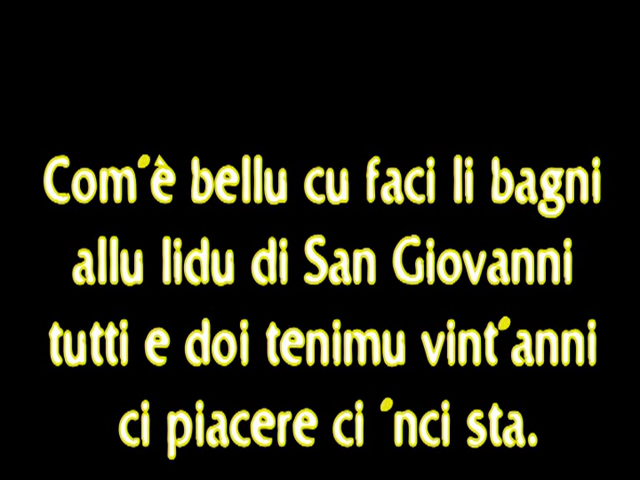 Com´è bellu cu faci li bagni
allu lidu di San Giovanni
tutti e doi tenimu vint´anni
ci piacere ci ´nci sta.